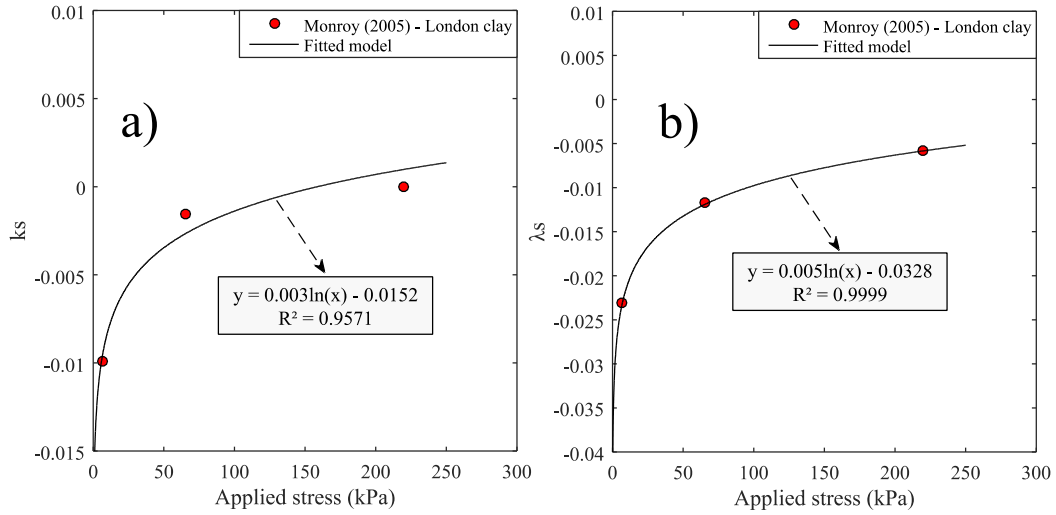 Monroy (2005) - London clay
Fitted model
a)
0.01
0.005
0
-0.005
-0.01
-0.015
ks
y = 0.003ln(x) - 0.0152
R² = 0.9571
0 50 100 150 200 250 300
Applied stress (kPa)
Monroy (2005) - London clay
Fitted model
b)
0.01
0.005
0
-0.005
-0.01
-0.015
-0.02
-0.025
-0.03
-0.035
-0.04
λs
y = 0.005ln(x) - 0.0328
R² = 0.9999
0 50 100 150 200 250 300
Applied stress (kPa)